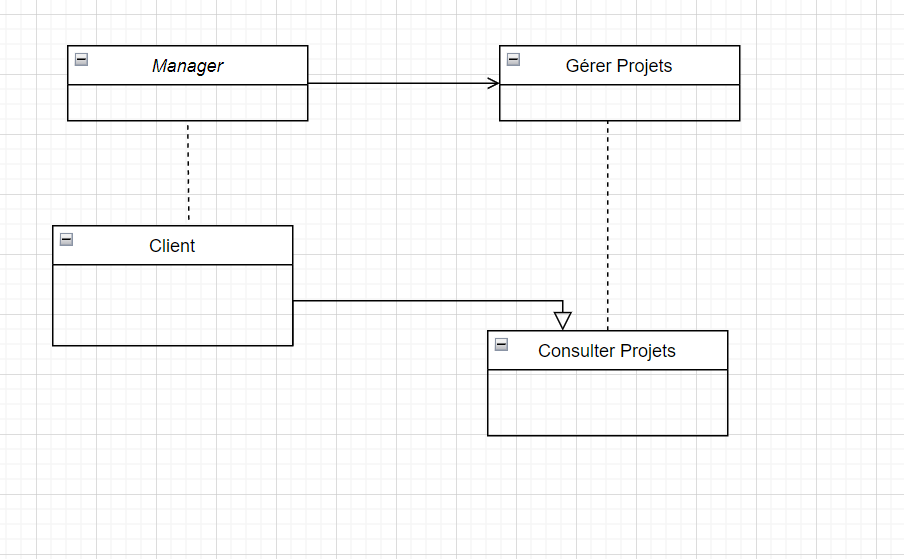 Manager
Gérer Projets
Client
Consulter Projets